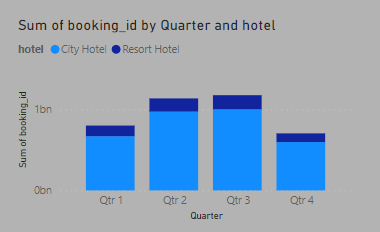 Sum of booking_id by Quarter and hotel
hotel City Hotel Resort Hotel
Sum of booking_id
1bn
0bn
Qtr 1 Qtr 2 Qtr 3 Qtr 4
Quarter